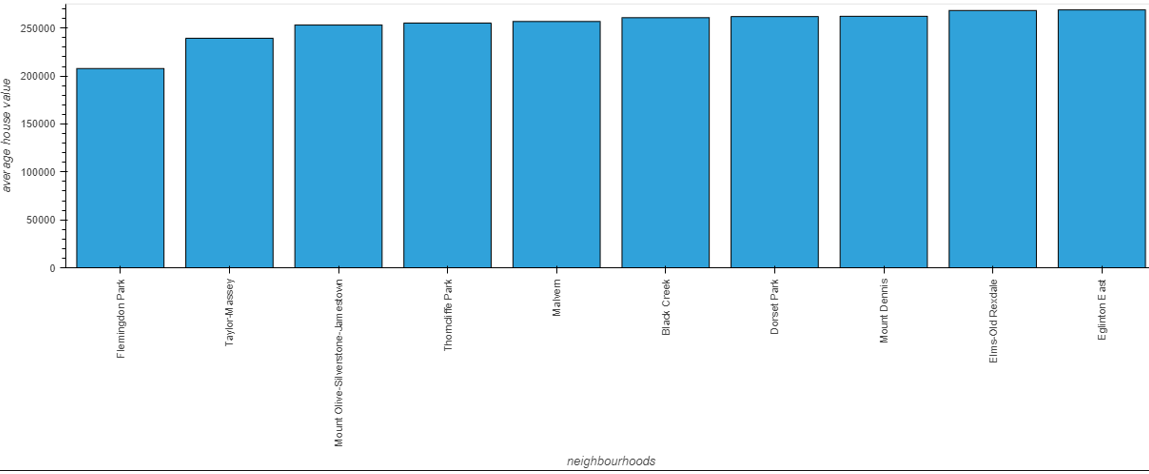 average house value
250000
200000
150000
100000
50000
0
Flemingdon Park
Taylor-Massey
Mount Olive-Silverstone-Jamestown
Thorncliffe Park
Malvern
Black Creek
Dorset Park
Mount Dennis
Elms-Old Rexdale
Eglinton East
neighbourhoods